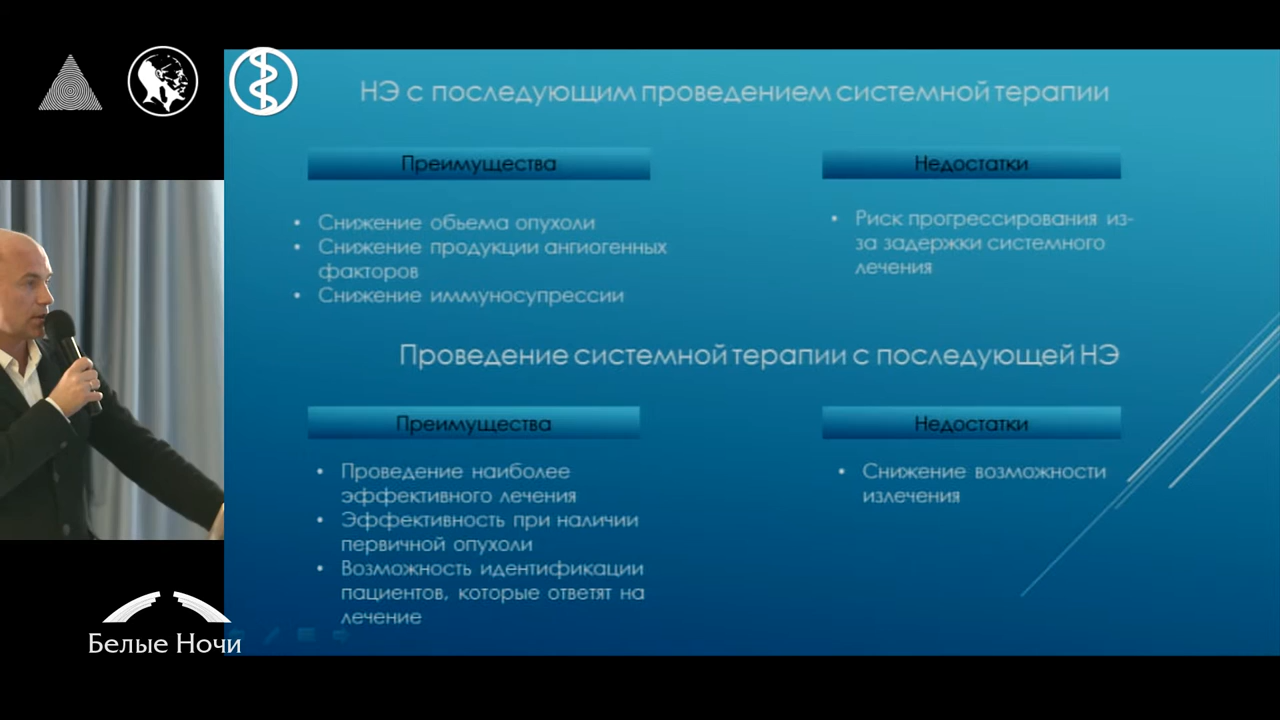 НЭ с последующим проведением системной терапии
Преимущества
• Снижение обьема опухоли
• Снижение продукции ангиогенных
факторов
• Снижение иммуносупрессии
Недостатки
• Риск прогрессирования из-
за задержки системного
лечения
Проведение системной терапии с последующей НЭ
Преимущества
• Проведение наиболее
эффективного лечения
• Эффективность при наличии
первичной опухоли
• Возможность идентификации
пациентов, которые ответят на
лечение
Недостатки
• Снижение возможности
излечения
Белые Ночи